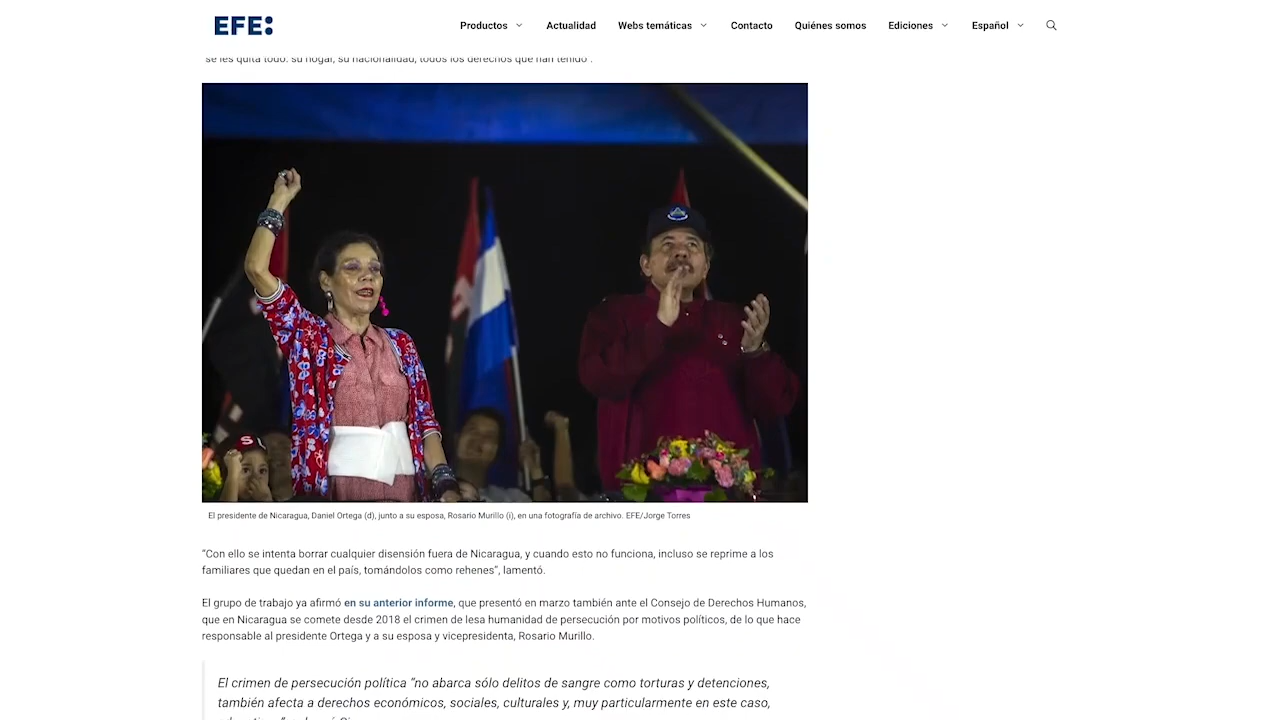 EFE:
Productos
Actualidad
Webs temáticas
Contacto
Quiénes somos
Ediciones
Español
se les quita todo: su hogar, su nacionalidad, todos los derechos que han tenido”.
S
El presidente de Nicaragua, Daniel Ortega (d), junto a su esposa, Rosario Murillo (i), en una fotografía de archivo. EFE/Jorge Torres
“Con ello se intenta borrar cualquier disensión fuera de Nicaragua, y cuando esto no funciona, incluso se reprime a los
familiares que quedan en el país, tomándolos como rehenes”, lamentó.
El grupo de trabajo ya afirmó en su anterior informe, que presentó en marzo también ante el Consejo de Derechos Humanos,
que en Nicaragua se comete desde 2018 el crimen de lesa humanidad de persecución por motivos políticos, de lo que hace
responsable al presidente Ortega y a su esposa y vicepresidenta, Rosario Murillo.
El crimen de persecución política “no abarca sólo delitos de sangre como torturas y detenciones,
también afecta a derechos económicos, sociales, culturales y, muy particularmente en este caso,